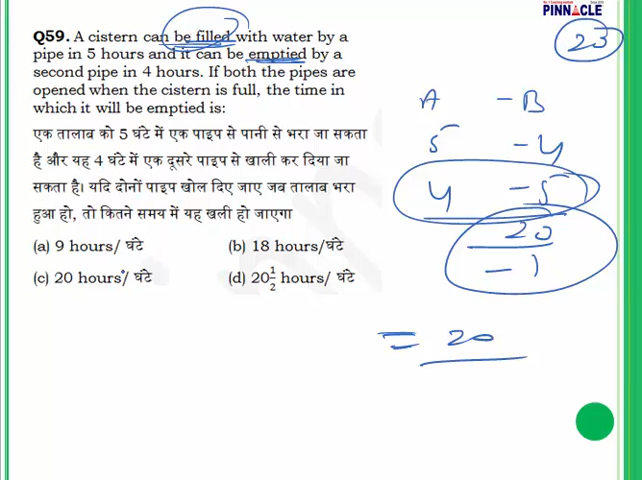 PINNACLE
Q59. A cistern can be filled with water by a
pipe in 5 hours and it can be emptied by a
second pipe in 4 hours. If both the pipes are
opened when the cistern is full, the time in
which it will be emptied is:
एक तालाब को 5 घंटे में एक पाइप से पानी से भरा जा सकता
है और यह 4 घंटे में एक दूसरे पाइप से खाली कर दिया जा
सकता है। यदि दोनों पाइप खोल दिए जाए जब तालाब भरा
हुआ हो, तो कितने समय में यह खली हो जाएगा
(a) 9 hours/ घंटे (b) 18 hours/घंटे
(c) 20 hours/ घंटे (d) 20 1/2 hours/ घंटे
23
A - B
5 - 4
4 - 5
20
- 1
= 20